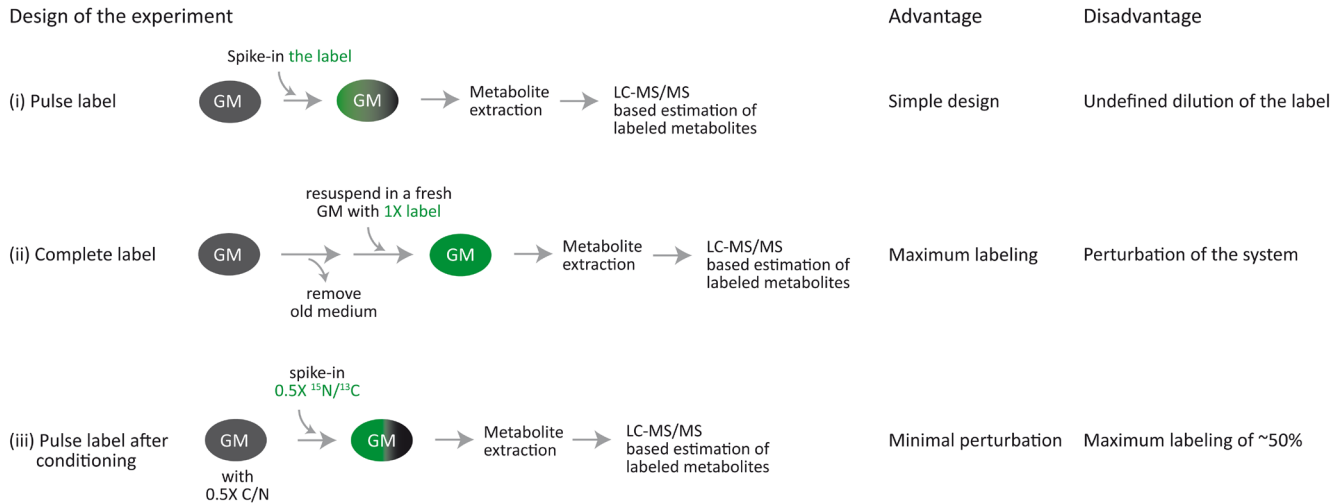 Design of the experiment
Advantage
Disadvantage
Spike-in the label
(i) Pulse label
GM
GM
Metabolite
extraction
LC-MS/MS
based estimation of
labeled metabolites
Simple design
Undefined dilution of the label
resuspend in a fresh
GM with 1X label
(ii) Complete label
GM
remove
old medium
GM
Metabolite
extraction
LC-MS/MS
based estimation of
labeled metabolites
Maximum labeling
Perturbation of the system
spike-in
0.5X ¹⁵N/¹³C
(iii) Pulse label after
conditioning
GM
with
0.5X C/N
GM
Metabolite
extraction
LC-MS/MS
based estimation of
labeled metabolites
Minimal perturbation
Maximum labeling of ~50%